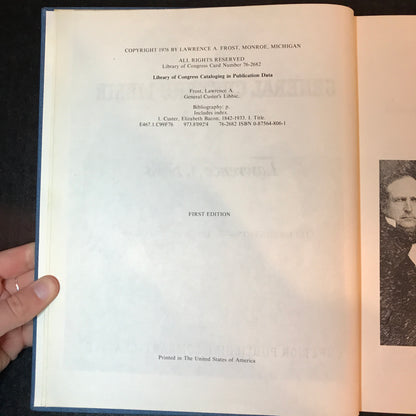 COPYRIGHT 1976 BY LAWRENCE A. FROST, MONROE, MICHIGAN
ALL RIGHTS RESERVED
Library of Congress Card Number 76-2682
Library of Congress Cataloging in Publication Data
Frost, Lawrence A.
General Custer's Libbie.
Bibliography: p.
Includes index.
1. Custer, Elizabeth Bacon, 1842-1933. I. Title.
E467.1.C99F76 973.8'092'4 76-2682 ISBN 0-87564-806-1
FIRST EDITION
Printed in The United States of America